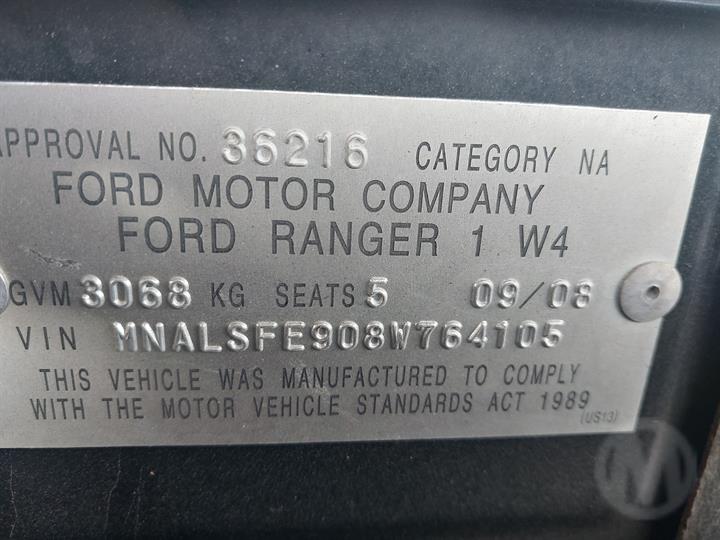 APPROVAL NO. 36216 CATEGORY NA
FORD MOTOR COMPANY
FORD RANGER 1 W4
GVM 3068 KG SEATS 5 09/08
VIN MNALSFE908W764105
THIS VEHICLE WAS MANUFACTURED TO COMPLY
WITH THE MOTOR VEHICLE STANDARDS ACT 1989
(US13)
M